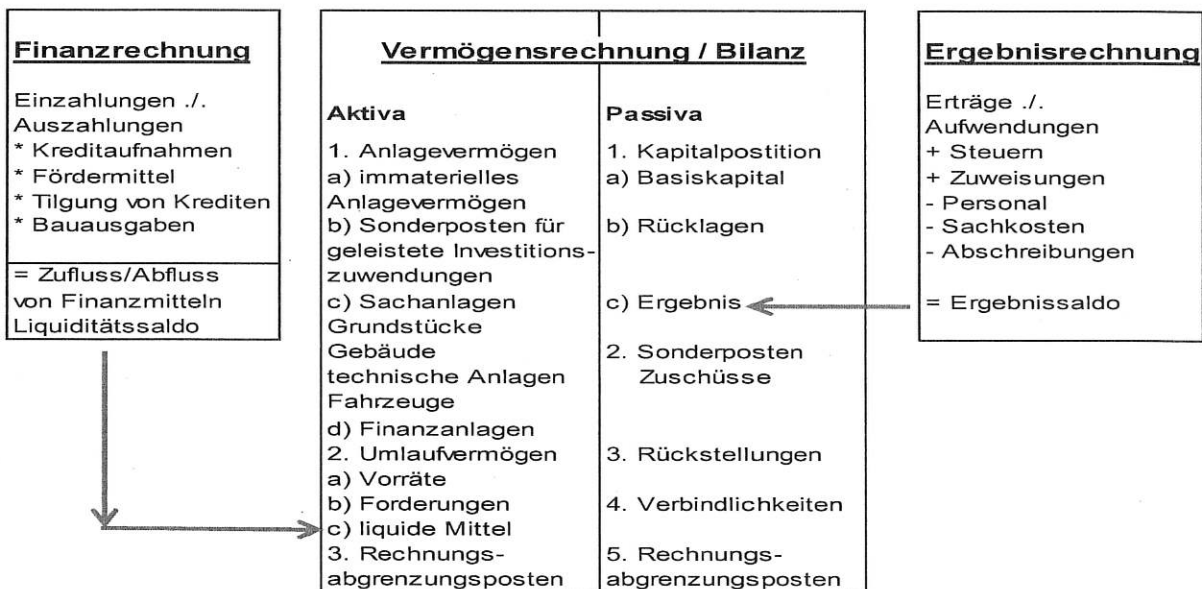 Finanzrechnung
Einzahlungen ./.
Auszahlungen
* Kreditaufnahmen
* Fördermittel
* Tilgung von Krediten
* Bauausgaben
= Zufluss/Abfluss
von Finanzmitteln
Liquiditätssaldo
Vermögensrechnung / Bilanz
Aktiva
1. Anlagevermögen
a) immaterielles
Anlagevermögen
b) Sonderposten für
geleistete Investitions-
zuwendungen
c) Sachanlagen
Grundstücke
Gebäude
technische Anlagen
Fahrzeuge
d) Finanzanlagen
2. Umlaufvermögen
a) Vorräte
b) Forderungen
c) liquide Mittel
3. Rechnungs-
abgrenzungsposten
Passiva
1. Kapitalpostition
a) Basiskapital
b) Rücklagen
c) Ergebnis
2. Sonderposten
Zuschüsse
3. Rückstellungen
4. Verbindlichkeiten
5. Rechnungs-
abgrenzungsposten
Ergebnisrechnung
Erträge ./.
Aufwendungen
+ Steuern
+ Zuweisungen
- Personal
- Sachkosten
- Abschreibungen
= Ergebnissaldo